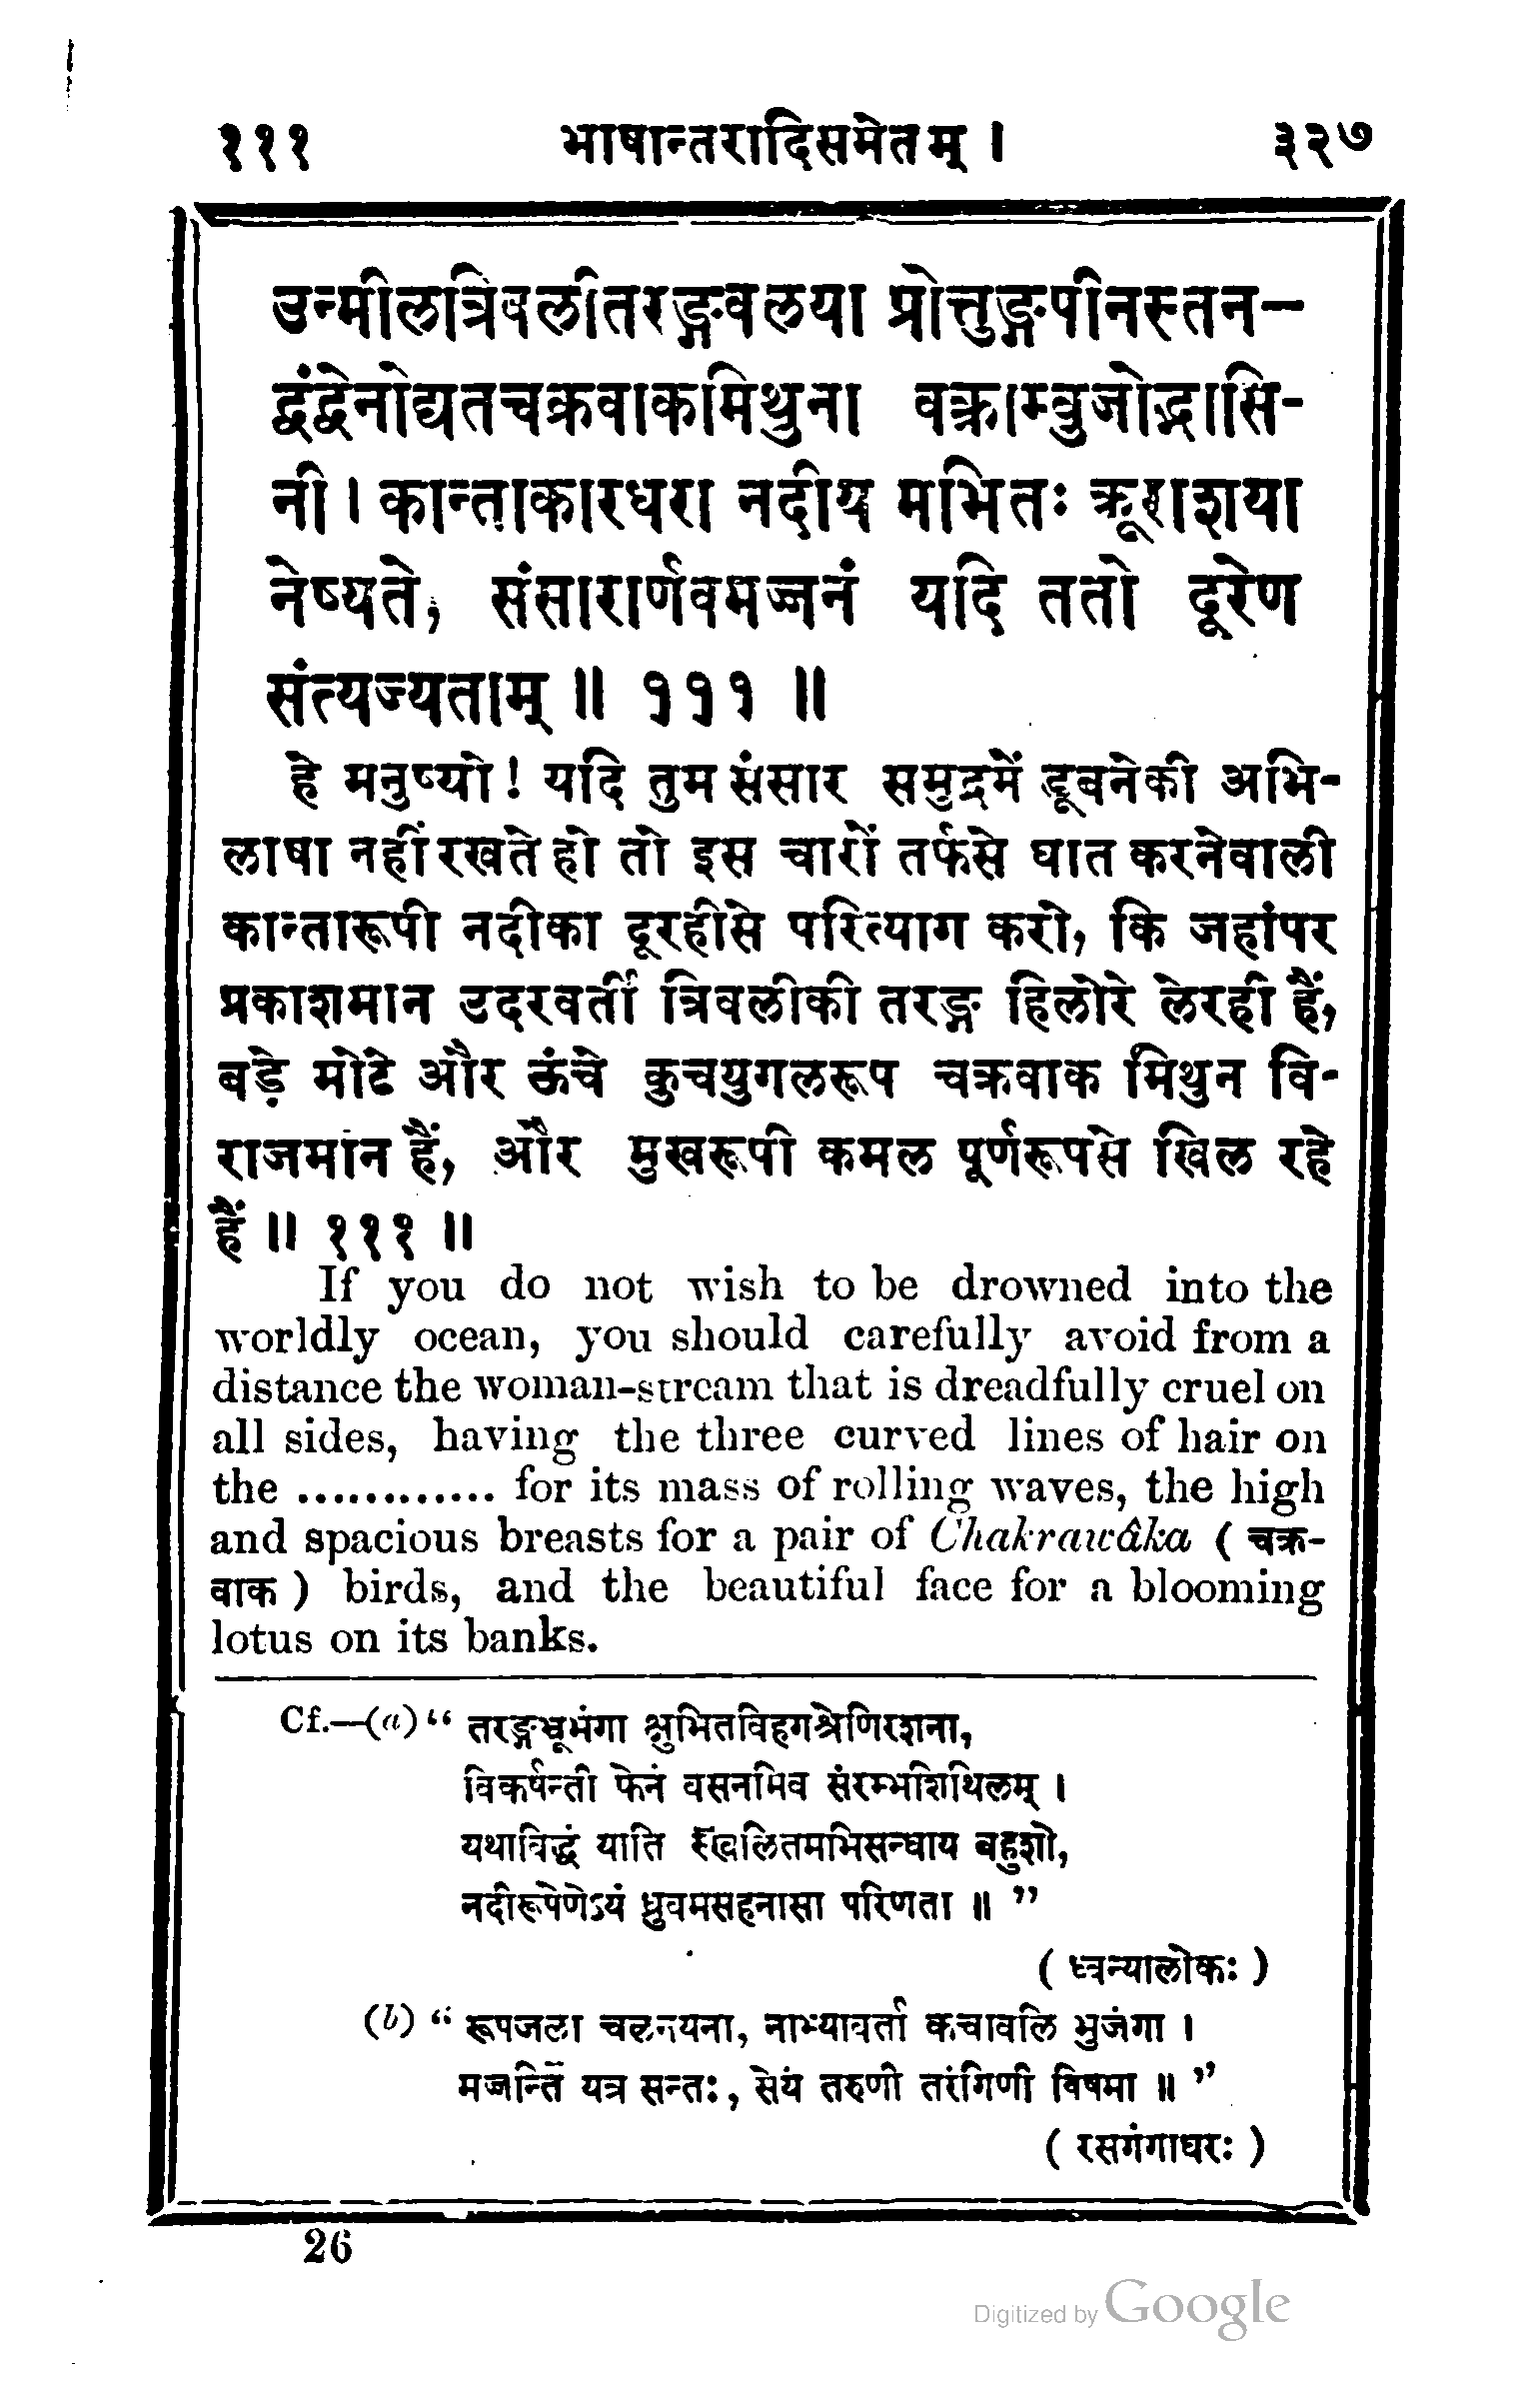 १११ भाषान्तरादिसमेतम् । ३२७
उन्मीलत्रिवलीतरङ्गवलया प्रोत्तुङ्गपीनस्तन-
द्वंद्वेनोद्यतचक्रवाकमिथुना वक्राम्बुजोद्भासि-
नी । कान्ताकारधरा नदीय मभितः क्रूराशया
नेष्यते, संसारार्णवमज्जनं यदि ततो दूरेण
संत्यज्यताम् ॥ १११ ॥
हे मनुष्यो! यदि तुम संसार समुद्रमें डूबनेकी अभि-
लाषा नहीं रखते हो तो इस चारों तर्फसे घात करनेवाली
कान्तारूपी नदीका दूरहीसे परित्याग करो, कि जहांपर
प्रकाशमान उदरवर्ती त्रिवलीकी तरङ्ग हिलोरे लेरही हैं,
बड़े मोटे और ऊंचे कुचयुगलरूप चक्रवाक मिथुन वि-
राजमान हैं, और मुखरूपी कमल पूर्णरूपसे खिल रहे
हैं ॥ १११ ॥
If you do not wish to be drowned into the
worldly ocean, you should carefully avoid from a
distance the woman-stream that is dreadfully cruel on
all sides, having the three curved lines of hair on
the ............ for its mass of rolling waves, the high
and spacious breasts for a pair of Chakrawâka ( चक्र-
वाक ) birds, and the beautiful face for a blooming
lotus on its banks.
Cf.—(a) “ तरङ्गभ्रूभंगा क्षुभितविहगश्रेणिरशना,
विकर्षन्ती फेनं वसनमिव संरम्भशिथिलम् ।
यथाविद्धं याति स्खलितमभिसन्धाय बहुशो,
नदीरूपेणेऽयं ध्रुवमसहनासा परिणता ॥ ”
( ध्वन्यालोकः )
(b) “ रूपजला चलनयना, नाभ्यावर्ता कचावलि भुजंगा ।
मज्जन्ति यत्र सन्तः, सेयं तरुणी तरंगिणी विषमा ॥ ”
( रसगंगाधरः )
26
Digitized by Google